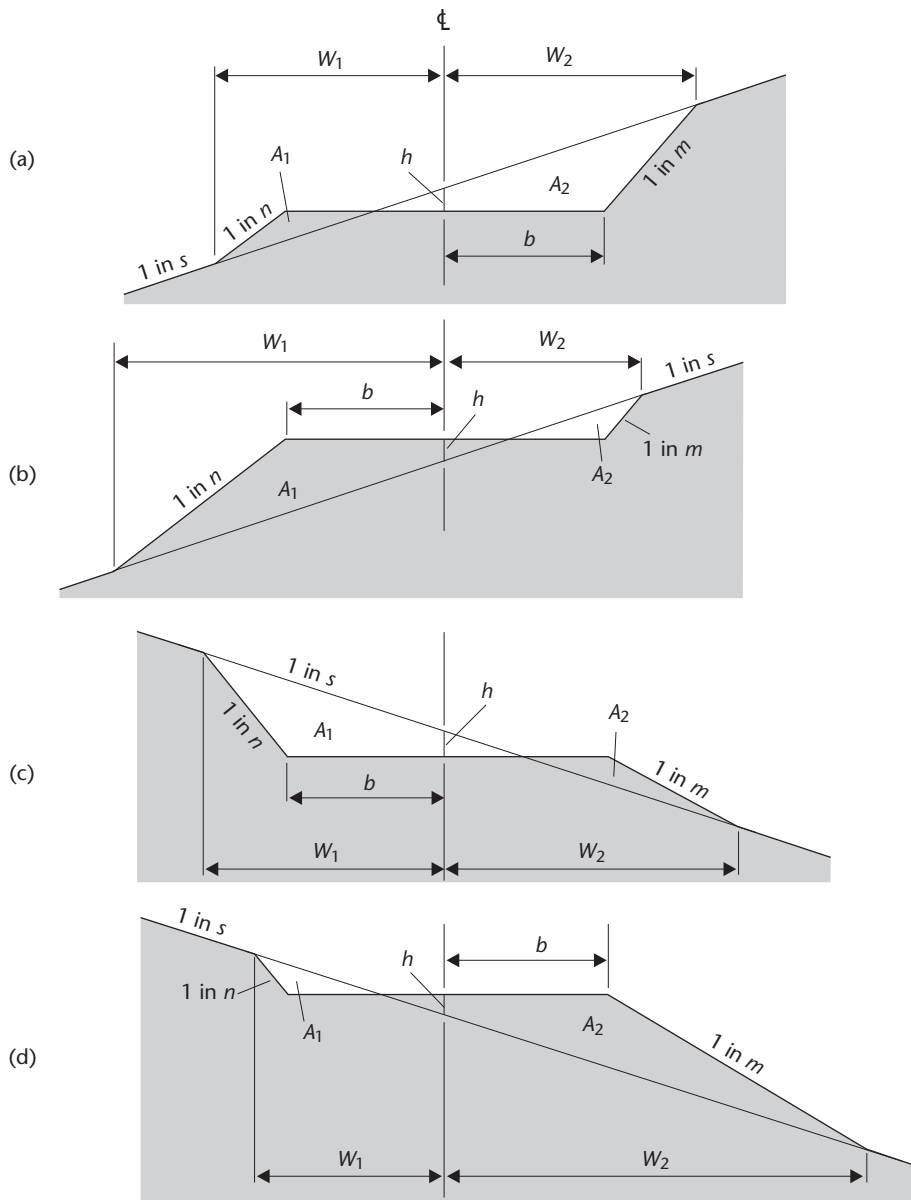 ℄
W1
W2
(a)
A1
h
A2
1 in m
1 in n
b
1 in s
W1
W2
1 in s
b
h
(b)
1 in n
A1
A2
1 in m
1 in s
h
A2
1 in n
A1
(c)
b
1 in m
W1
W2
1 in s
b
h
1 in n
A1
A2
(d)
1 in m
W1
W2